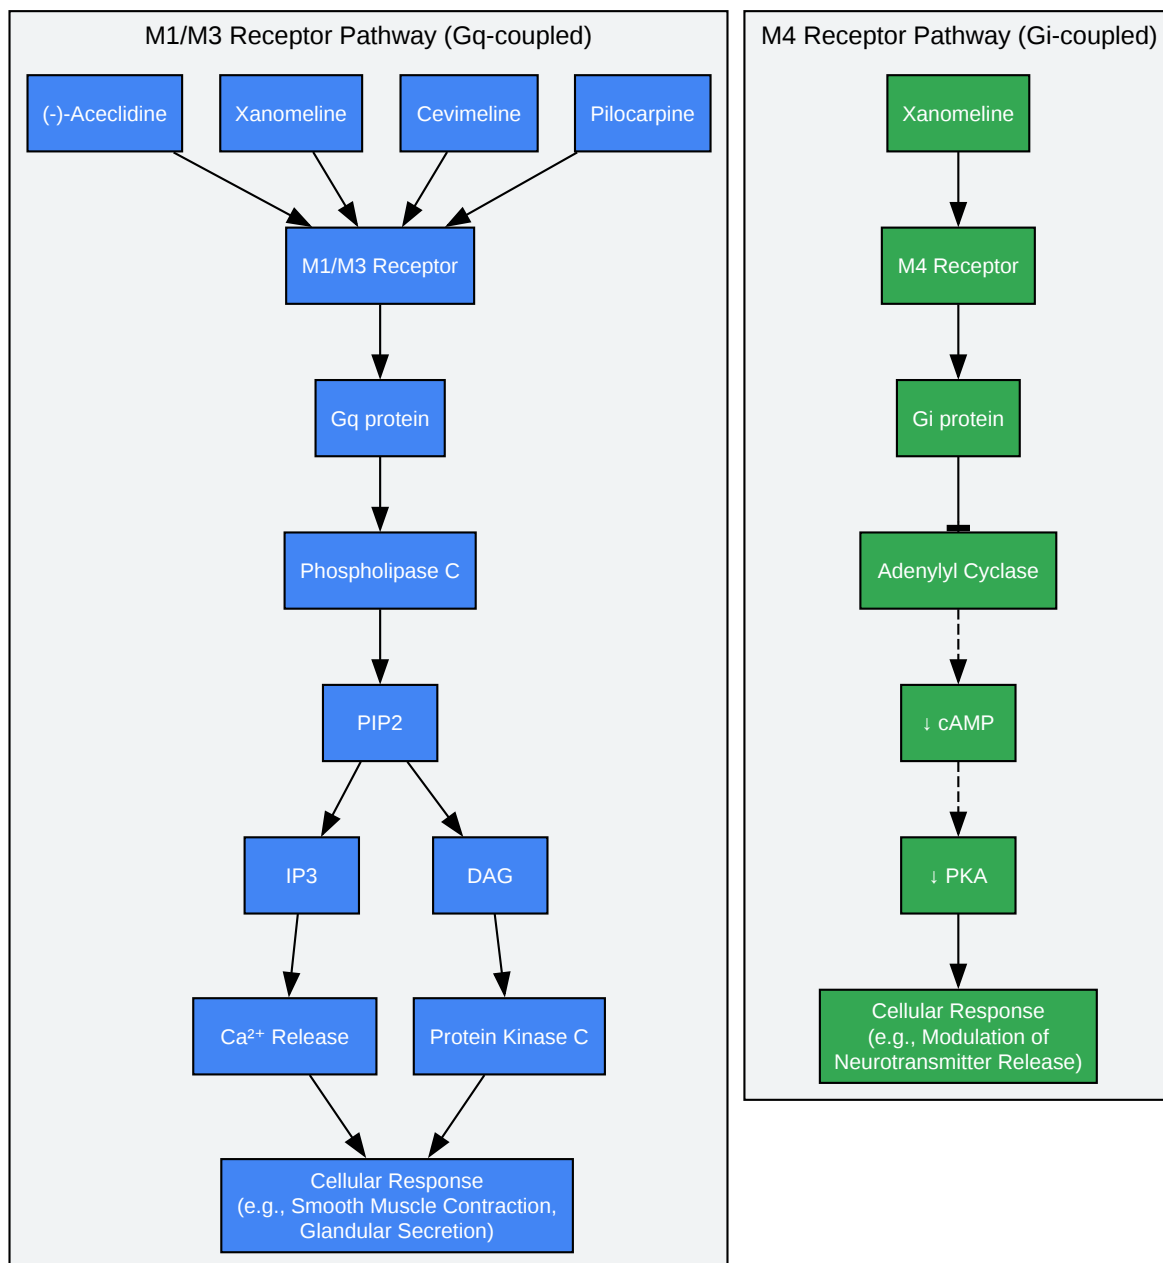 M1/M3 Receptor Pathway (Gq-coupled)
(-)-Aceclidine
Xanomeline
Cevimeline
Pilocarpine
M1/M3 Receptor
Gq protein
Phospholipase C
PIP2
IP3
DAG
Ca²⁺ Release
Protein Kinase C
Cellular Response
(e.g., Smooth Muscle Contraction,
Glandular Secretion)
M4 Receptor Pathway (Gi-coupled)
Xanomeline
M4 Receptor
Gi protein
Adenylyl Cyclase
↓ cAMP
↓ PKA
Cellular Response
(e.g., Modulation of
Neurotransmitter Release)